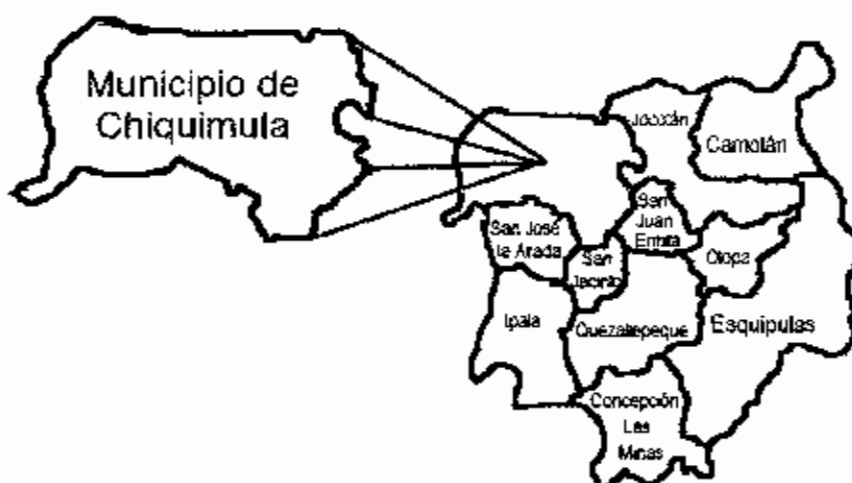 Municipio de
Chiquimula
Jocotán
Camotán
San
Juan
Ermita
San José
la Arada
San
Jacinto
Olopa
Ipala
Quezaltepeque
Esquipulas
Concepción
Las
Minas